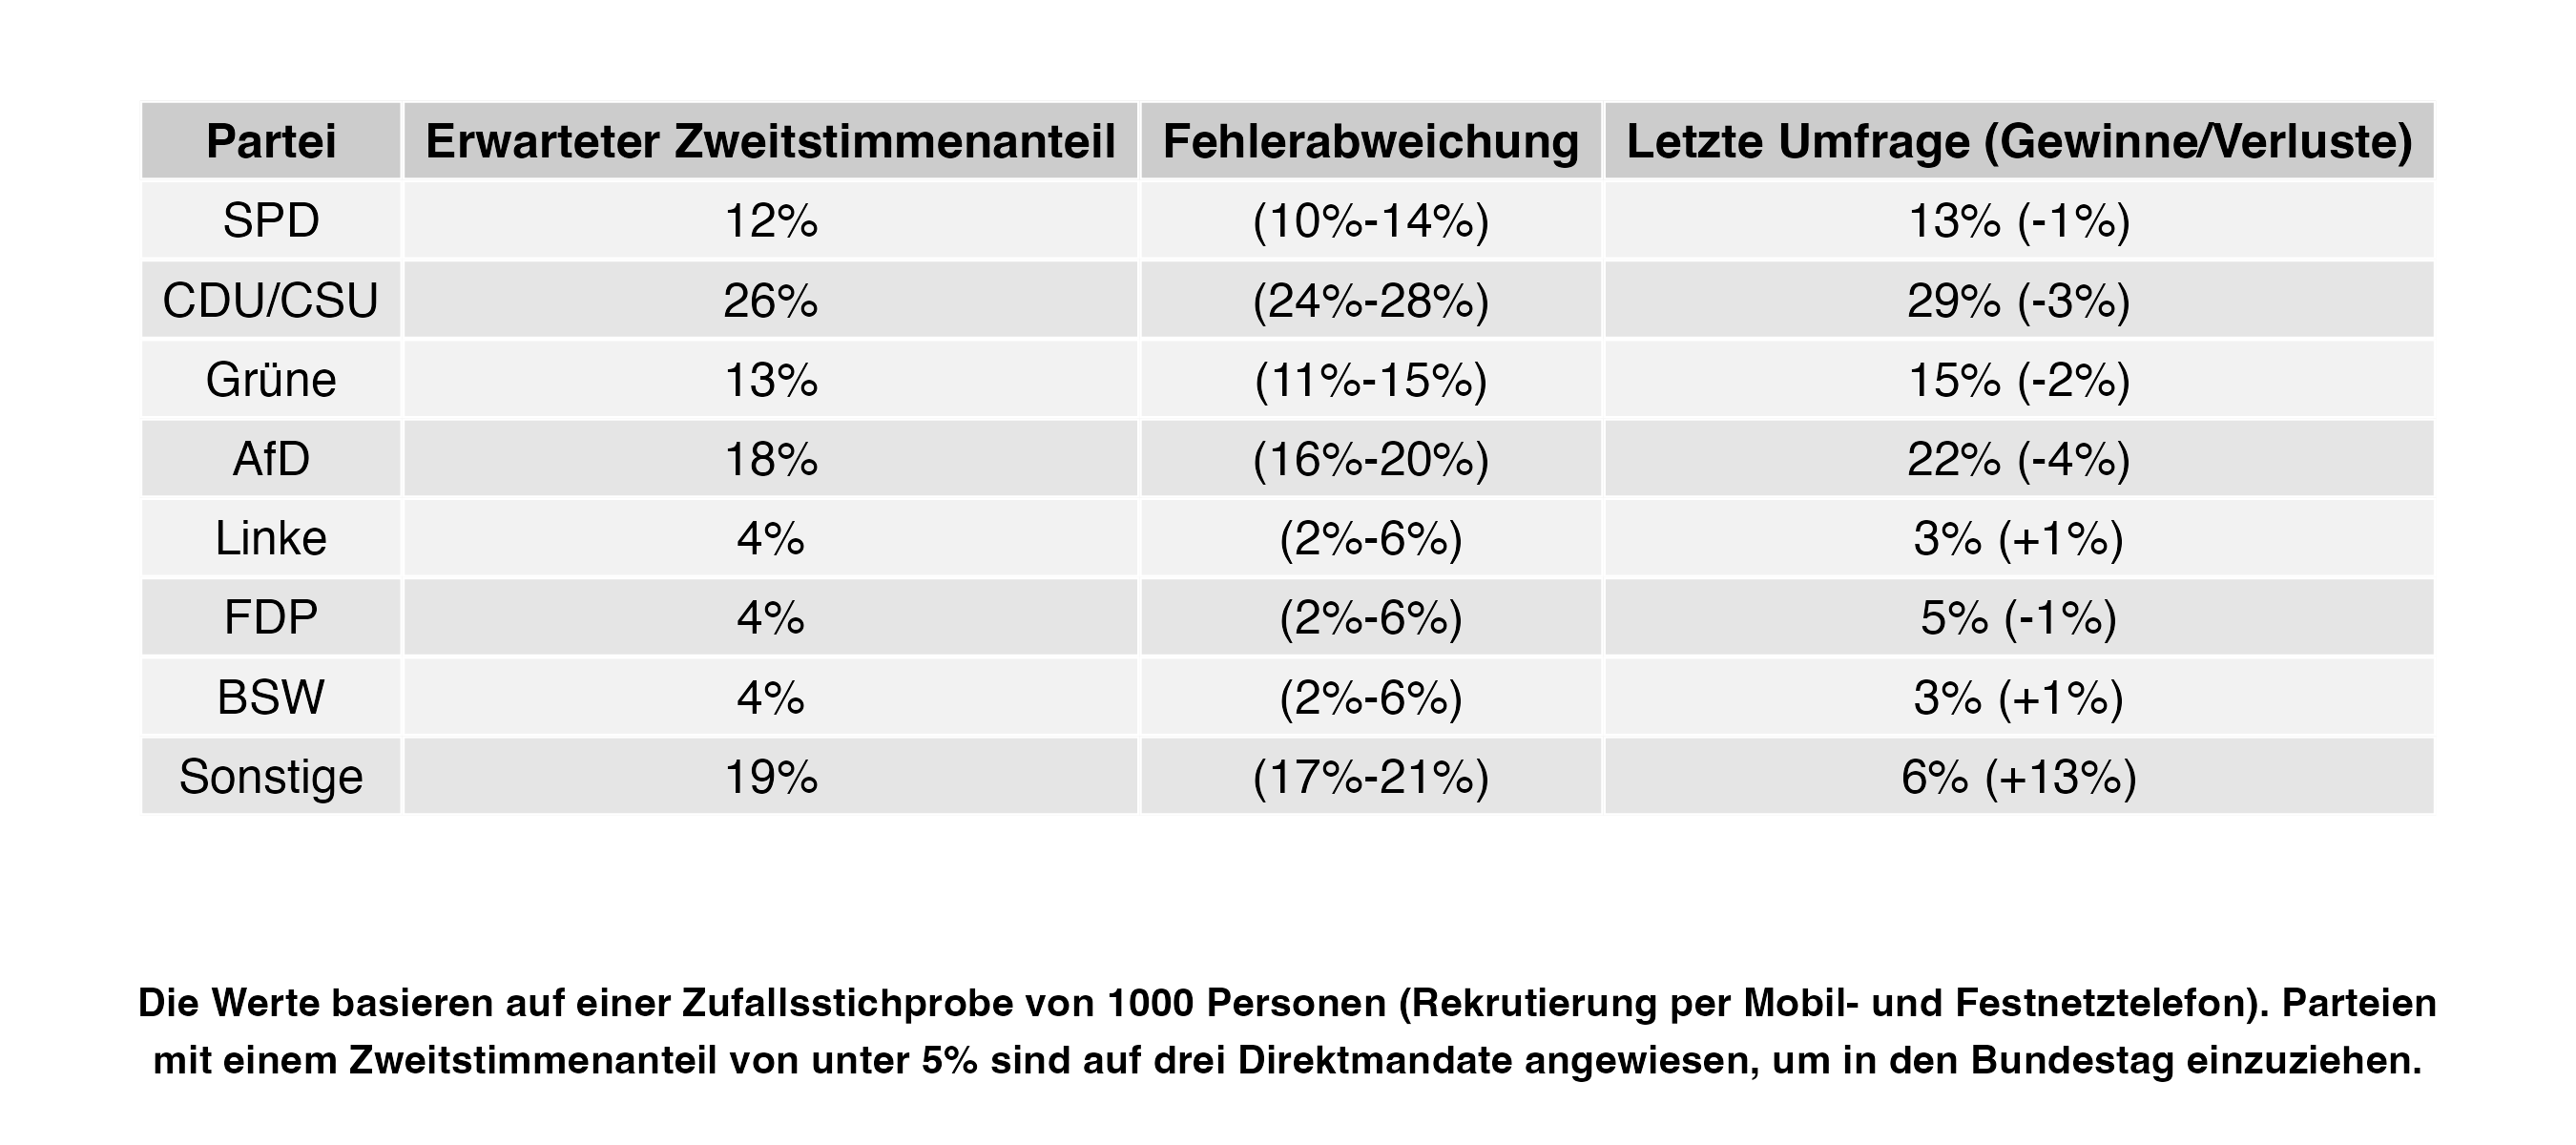 Partei Erwarteter Zweitstimmenanteil Fehlerabweichung Letzte Umfrage (Gewinne/Verluste)
SPD 12% (10%-14%) 13% (-1%)
CDU/CSU 26% (24%-28%) 29% (-3%)
Grüne 13% (11%-15%) 15% (-2%)
AfD 18% (16%-20%) 22% (-4%)
Linke 4% (2%-6%) 3% (+1%)
FDP 4% (2%-6%) 5% (-1%)
BSW 4% (2%-6%) 3% (+1%)
Sonstige 19% (17%-21%) 6% (+13%)
Die Werte basieren auf einer Zufallsstichprobe von 1000 Personen (Rekrutierung per Mobil- und Festnetztelefon). Parteien
mit einem Zweitstimmenanteil von unter 5% sind auf drei Direktmandate angewiesen, um in den Bundestag einzuziehen.